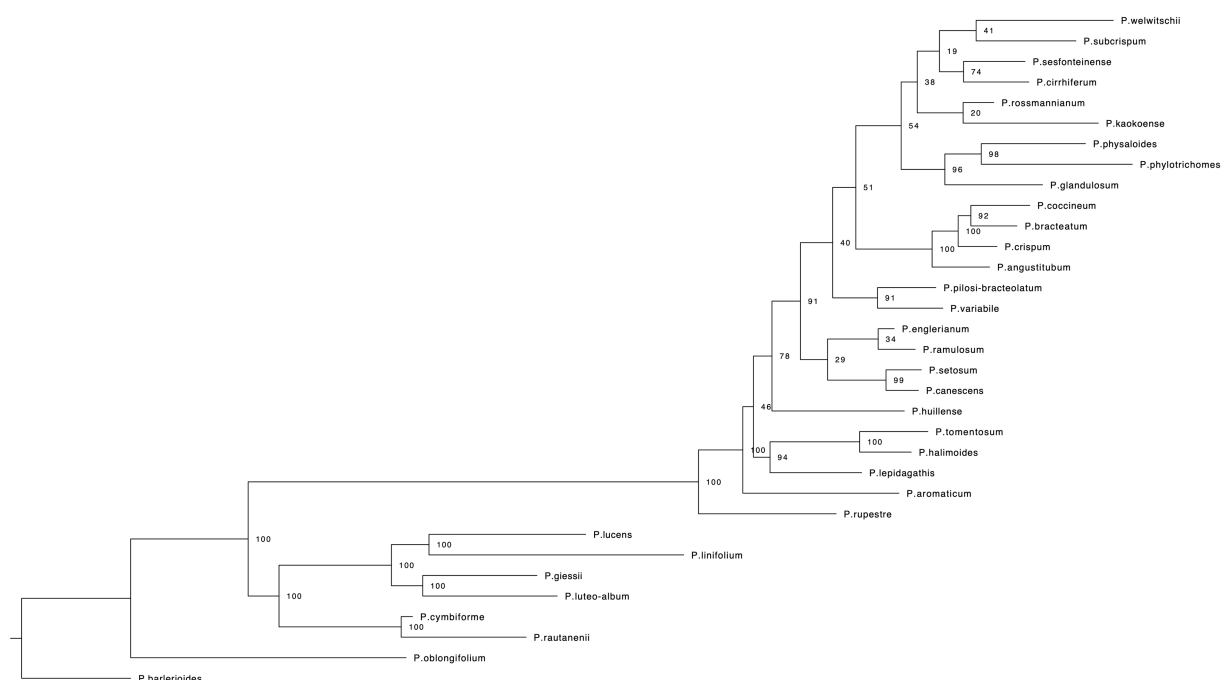 P.welwitschii
41
P.subcrispum
19
P.sesfonteinense
74
38
P.cirrhiferum
P.rossmannianum
20
54
P.kaokoense
P.physaloides
98
P.phylotrichomes
96
P.glandulosum
51
P.coccineum
92
P.bracteatum
100
P.crispum
40
100
P.angustitubum
P.pilosi-bracteolatum
91
91
P.variabile
P.englerianum
34
P.ramulosum
78
29
P.setosum
99
P.canescens
46
P.huillense
P.tomentosum
100
100
P.halimoides
94
P.lepidagathis
100
P.aromaticum
P.rupestre
P.lucens
100
100
P.linifolium
100
P.giessii
100
P.luteo-album
100
P.cymbiforme
100
P.rautanenii
P.oblongifolium
P.barlerioides